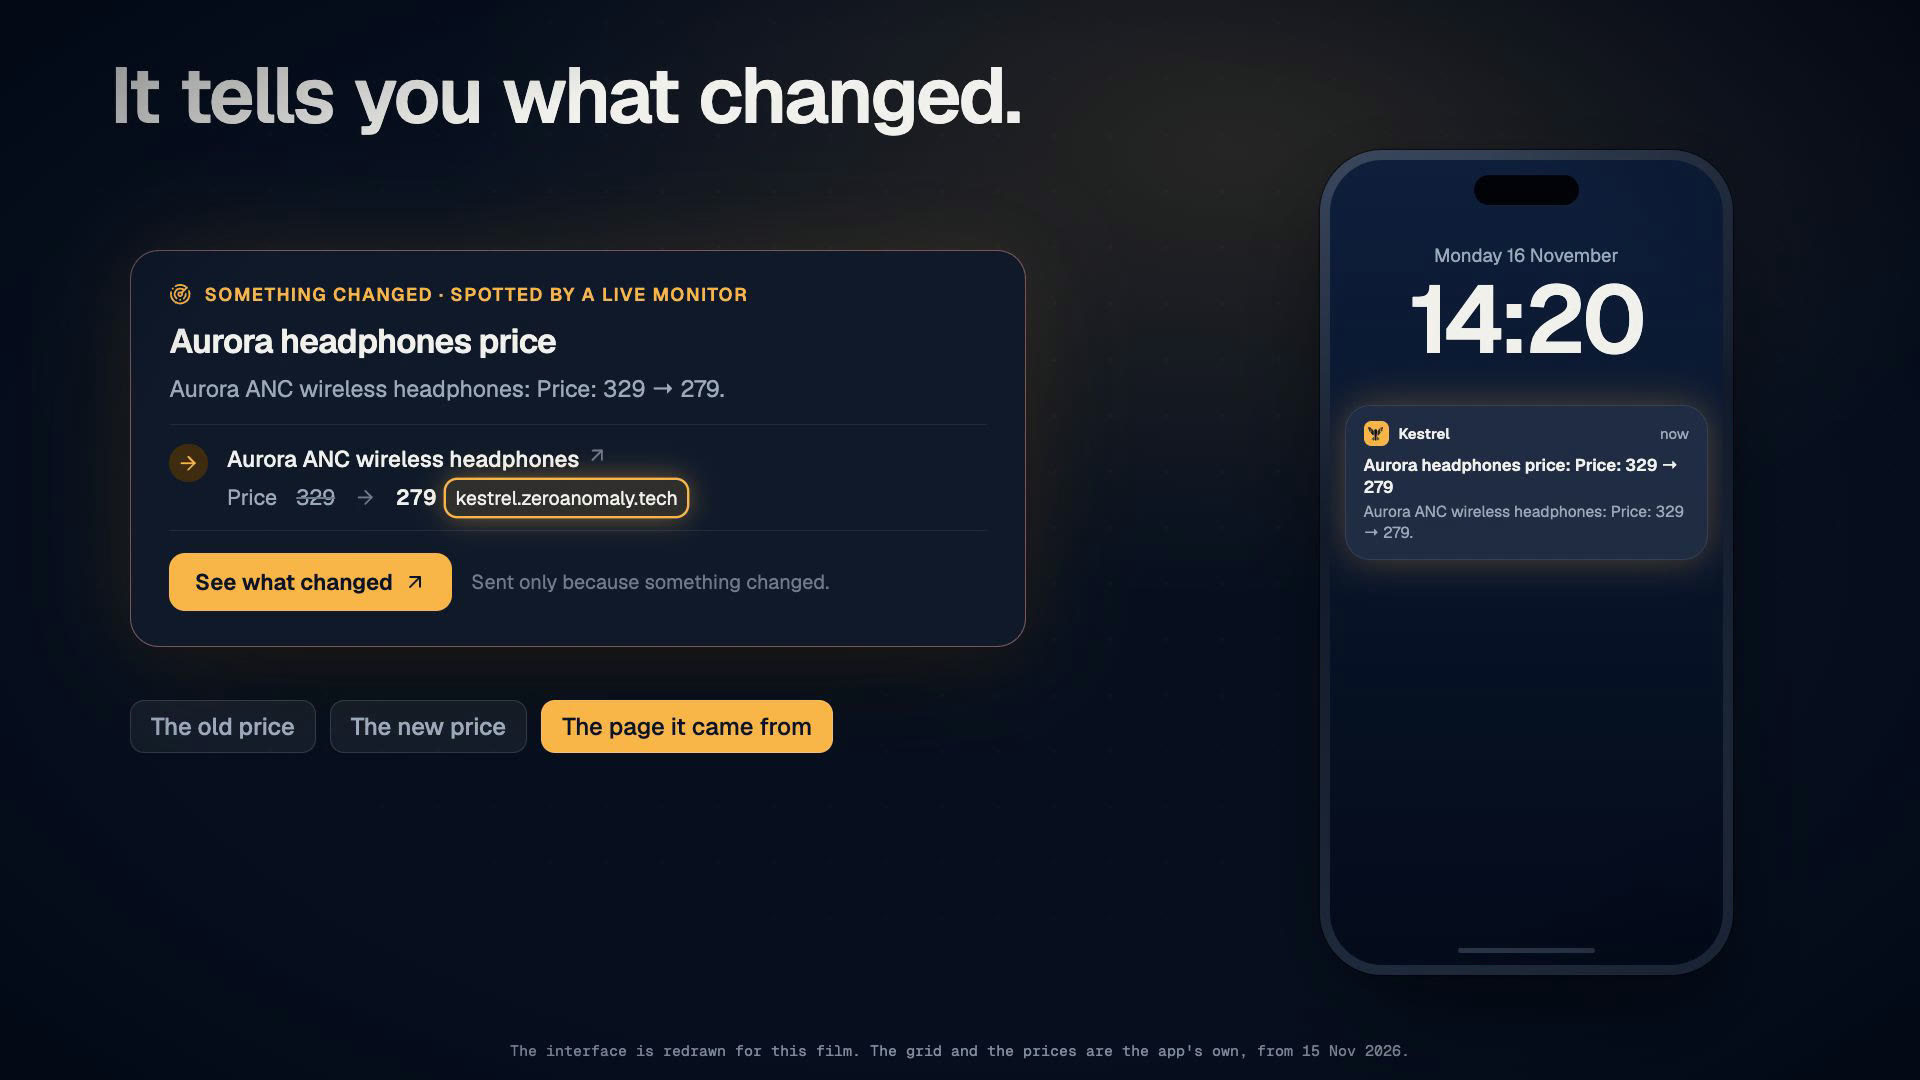 It tells you what changed.
SOMETHING CHANGED · SPOTTED BY A LIVE MONITOR
Aurora headphones price
Aurora ANC wireless headphones: Price: 329 → 279.
Aurora ANC wireless headphones ↗
Price 329 → 279 kestrel.zeroanomaly.tech
See what changed ↗ Sent only because something changed.
The old price
The new price
The page it came from
Monday 16 November
14:20
Kestrel now
Aurora headphones price: Price: 329 →
279
Aurora ANC wireless headphones: Price: 329
→ 279.
The interface is redrawn for this film. The grid and the prices are the app's own, from 15 Nov 2026.